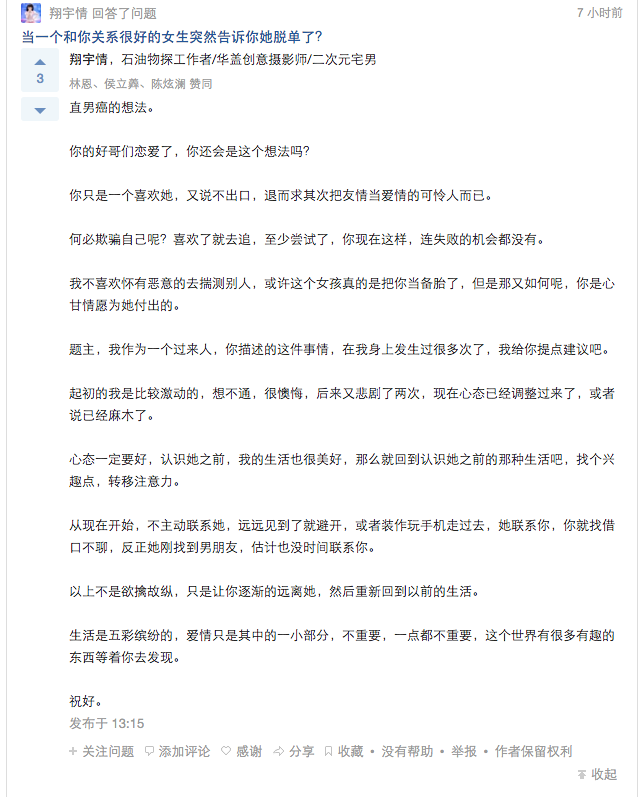 翔宇情 回答了问题
7 小时前
当一个和你关系很好的女生突然告诉你她脱单了？
3
翔宇情，石油物探工作者/华盖创意摄影师/二次元宅男
林恩、侯立犇、陈炫澜 赞同
直男癌的想法。
你的好哥们恋爱了，你还会是这个想法吗？
你只是一个喜欢她，又说不出口，退而求其次把友情当爱情的可怜人而已。
何必欺骗自己呢？喜欢了就去追，至少尝试了，你现在这样，连失败的机会都没有。
我不喜欢怀有恶意的去揣测别人，或许这个女孩真的是把你当备胎了，但是那又如何呢，你是心
甘情愿为她付出的。
题主，我作为一个过来人，你描述的这件事情，在我身上发生过很多次了，我给你提点建议吧。
起初的我是比较激动的，想不通，很懊悔，后来又悲剧了两次，现在心态已经调整过来了，或者
说已经麻木了。
心态一定要好，认识她之前，我的生活也很美好，那么就回到认识她之前的那种生活吧，找个兴
趣点，转移注意力。
从现在开始，不主动联系她，远远见到了就避开，或者装作玩手机走过去，她联系你，你就找借
口不聊，反正她刚找到男朋友，估计也没时间联系你。
以上不是欲擒故纵，只是让你逐渐的远离她，然后重新回到以前的生活。
生活是五彩缤纷的，爱情只是其中的一小部分，不重要，一点都不重要，这个世界有很多有趣的
东西等着你去发现。
祝好。
发布于 13:15
关注问题 添加评论 感谢 分享 收藏 • 没有帮助 • 举报 • 作者保留权利
收起